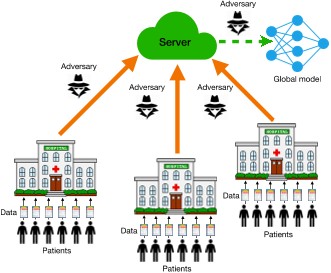 Adversary
Server
Global model
Adversary
Adversary
Adversary
HOSPITAL
HOSPITAL
HOSPITAL
Data
Patients
Data
Patients
Data
Patients